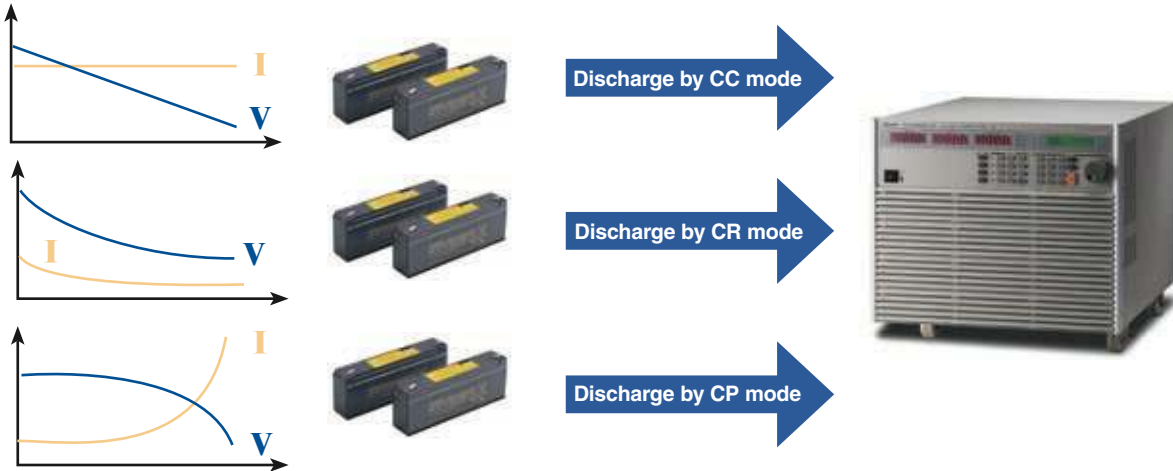 I
V
Discharge by CC mode
I
V
Discharge by CR mode
I
V
Discharge by CP mode